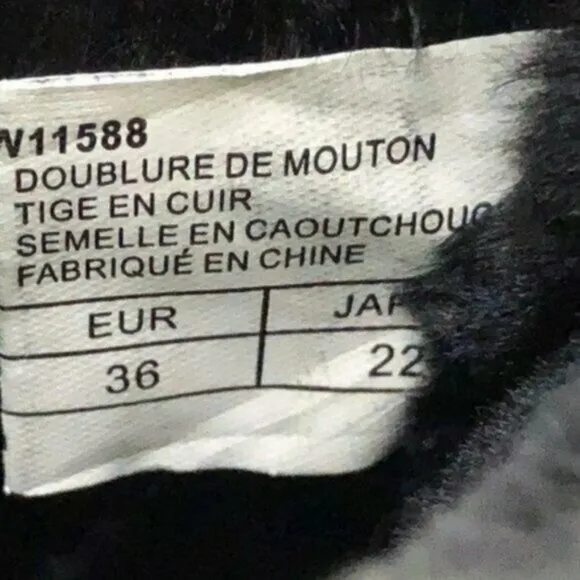 W11588
DOUBLURE DE MOUTON
TIGE EN CUIR
SEMELLE EN CAOUTCHOUC
FABRIQUÉ EN CHINE
EUR
36 22